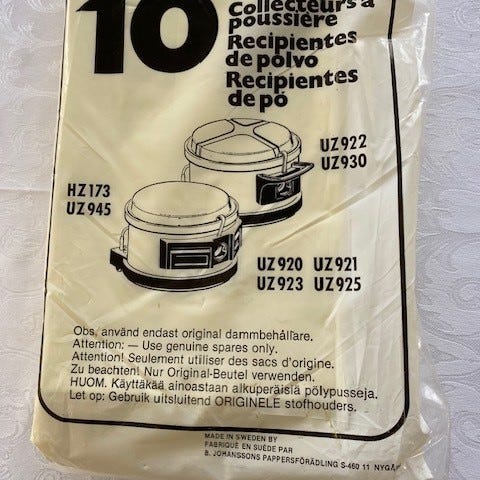 10
Collecteurs à
poussière
Recipientes
de polvo
Recipientes
de pó
UZ922
UZ930
HZ173
UZ945
UZ920 UZ921
UZ923 UZ925
Obs. använd endast original dammbehållare.
Attention: — Use genuine spares only.
Attention! Seulement utiliser des sacs d'origine.
Zu beachten! Nur Original-Beutel verwenden.
HUOM. Käyttäkää ainoastaan alkuperäisiä pölypusseja.
Let op: Gebruik uitsluitend ORIGINELE stofhouders.
MADE IN SWEDEN BY
FABRIQUÉ EN SUÈDE PAR
B. JOHANSSONS PAPPERSFÖRÄDLING S-460 11